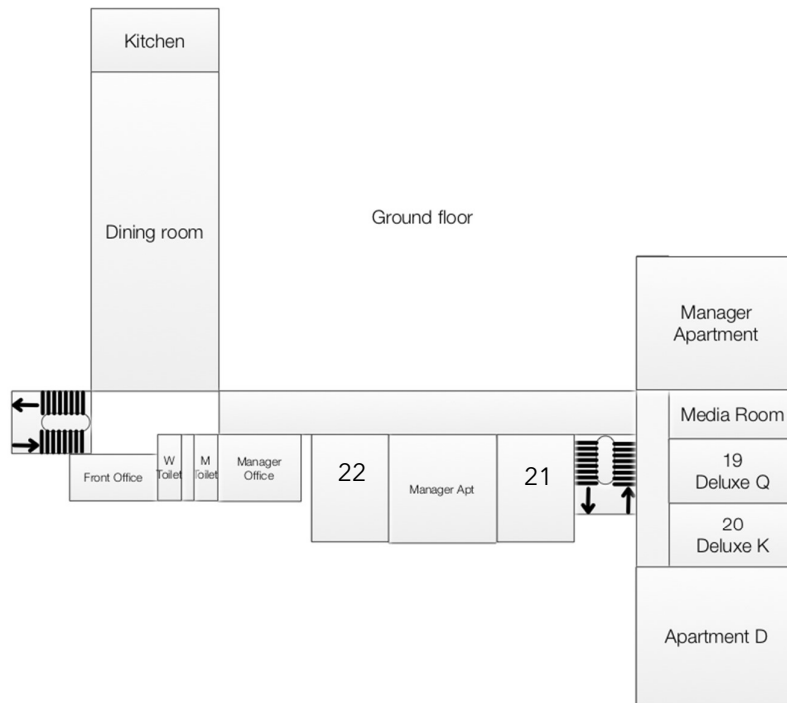 Kitchen
Dining room
Ground floor
Manager
Apartment
Media Room
19
Deluxe Q
20
Deluxe K
Apartment D
Front Office
W
Toilet
M
Toilet
Manager
Office
22
Manager Apt
21